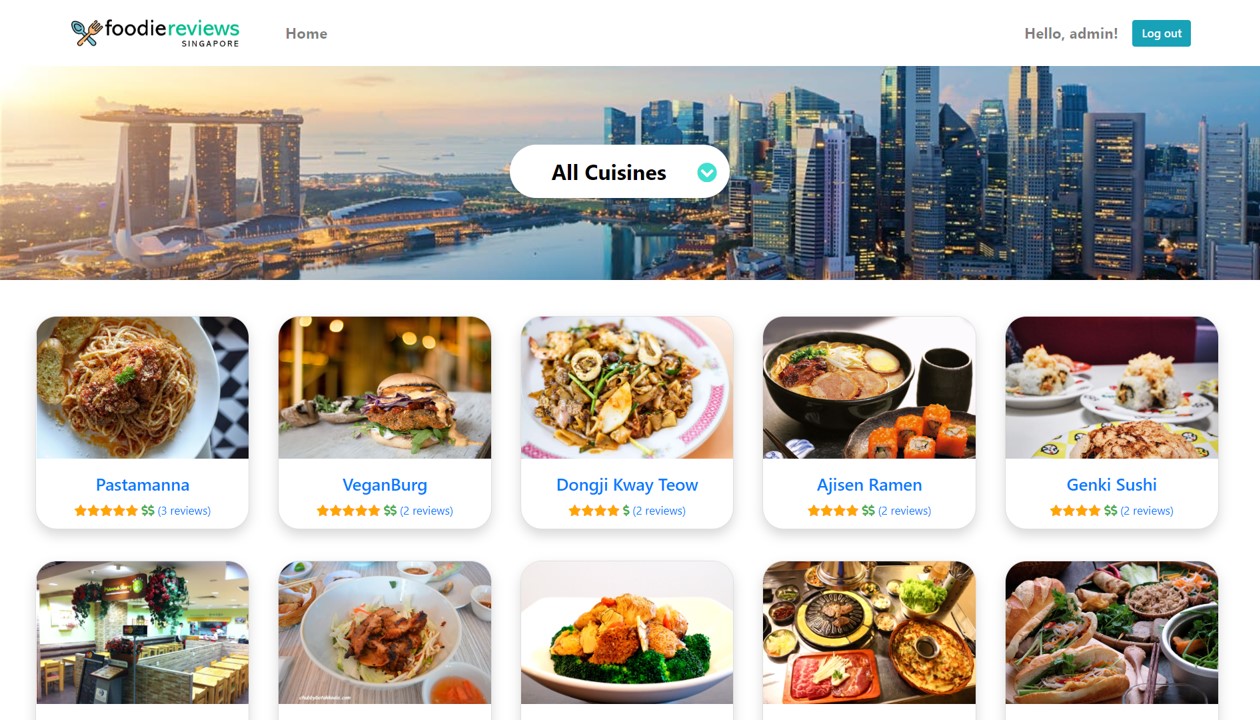 foodiereviews
SINGAPORE
Home
Hello, admin!
Log out
All Cuisines
Pastamanna
$$ (3 reviews)
VeganBurg
$$ (2 reviews)
Dongji Kway Teow
$ (2 reviews)
Ajisen Ramen
$$ (2 reviews)
Genki Sushi
$$ (2 reviews)